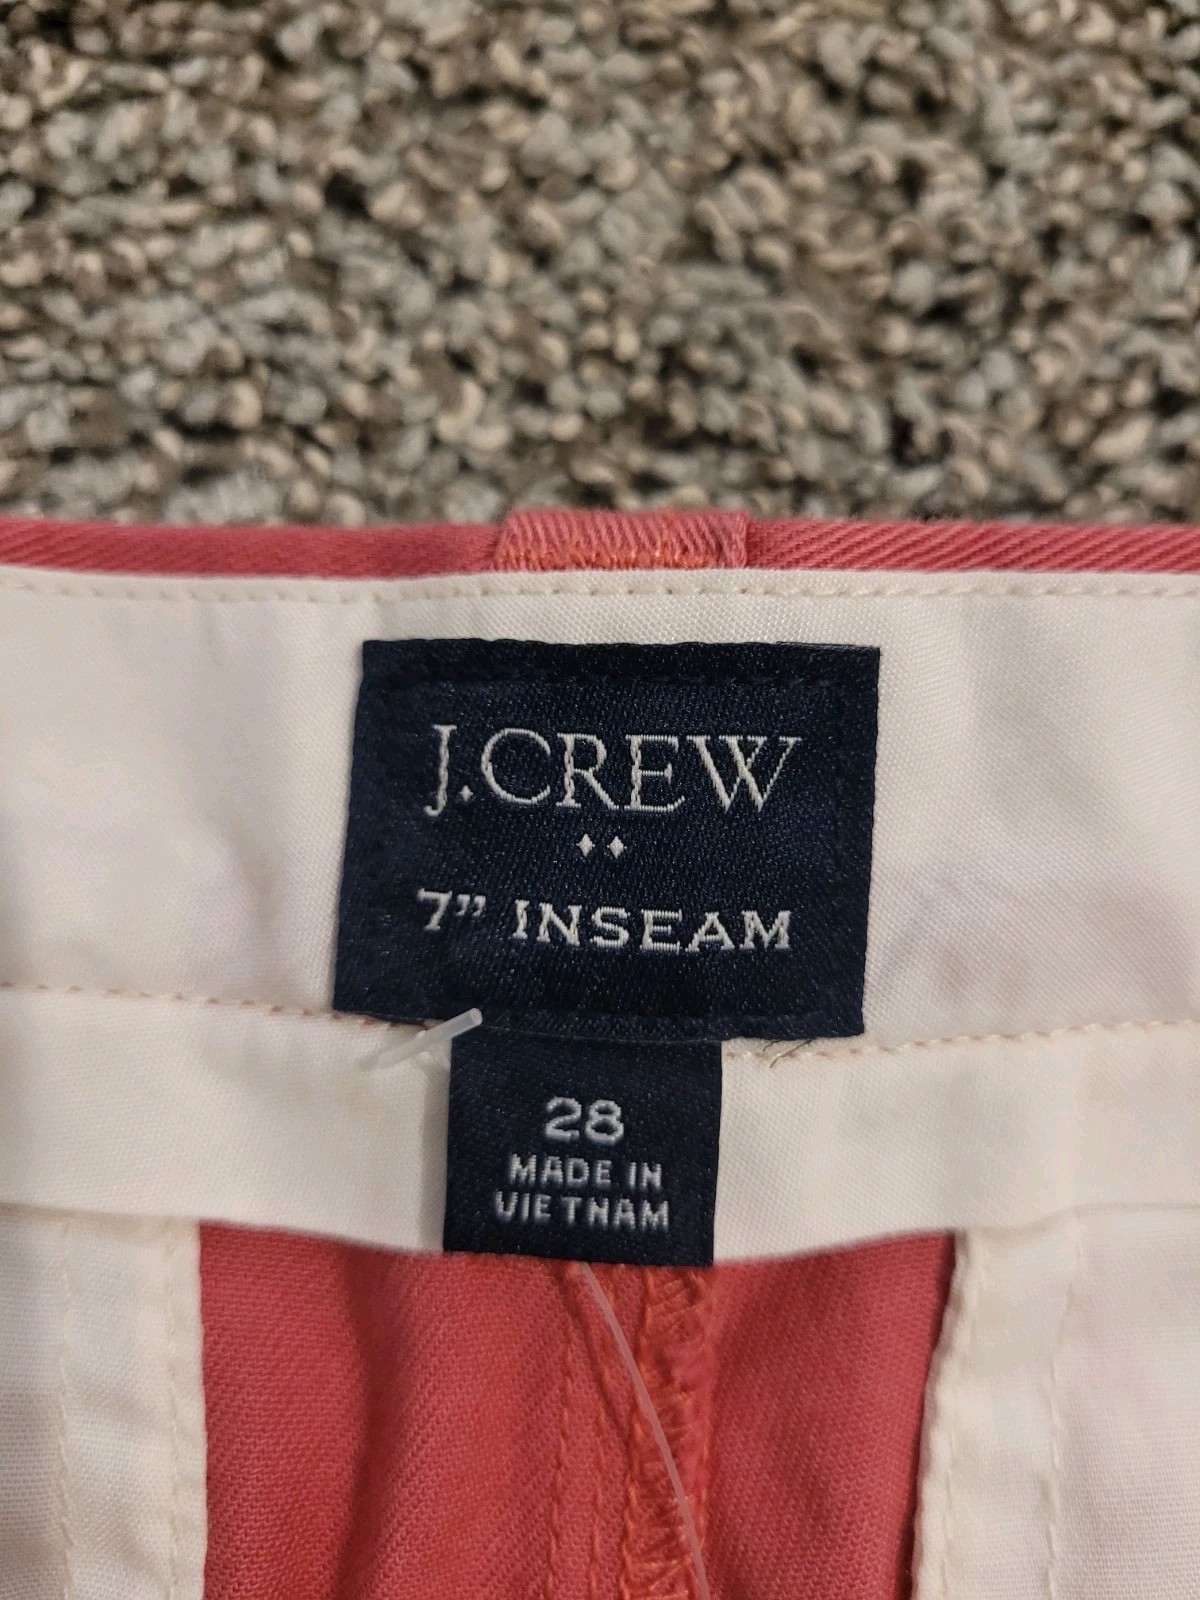 J.CREW
7” INSEAM
28
MADE IN
VIETNAM